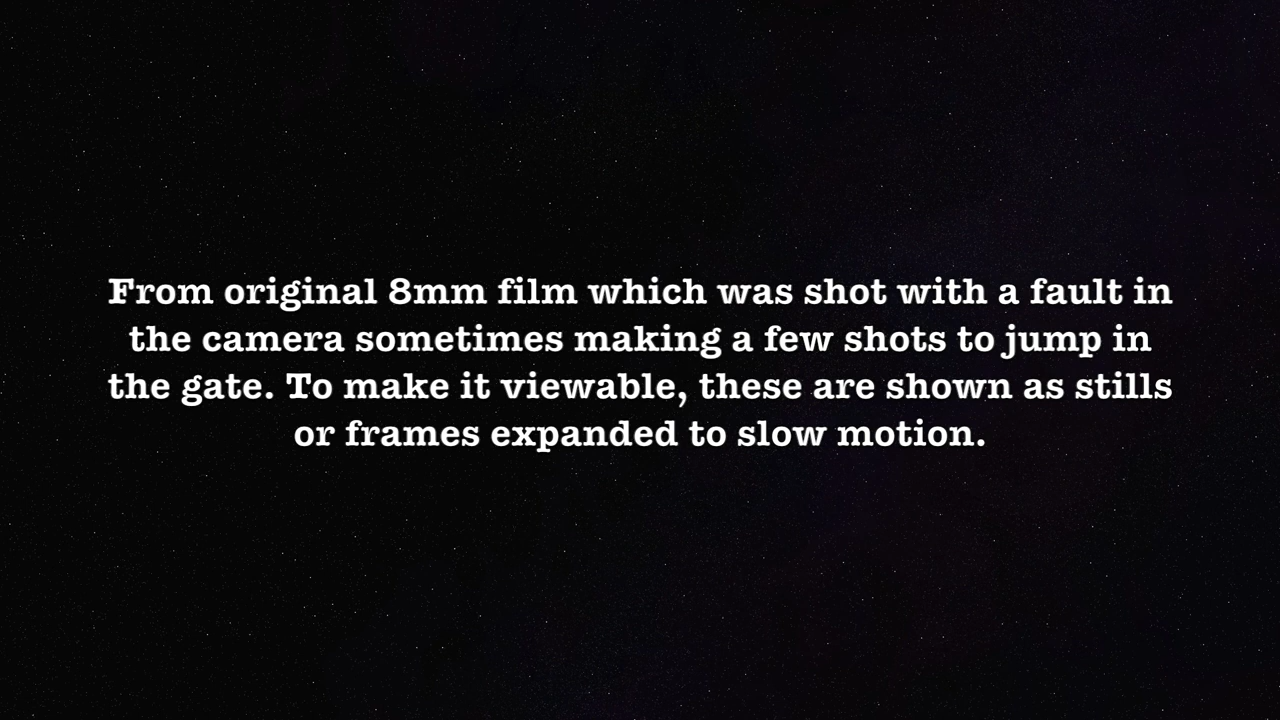 From original 8mm film which was shot with a fault in
the camera sometimes making a few shots to jump in
the gate. To make it viewable, these are shown as stills
or frames expanded to slow motion.